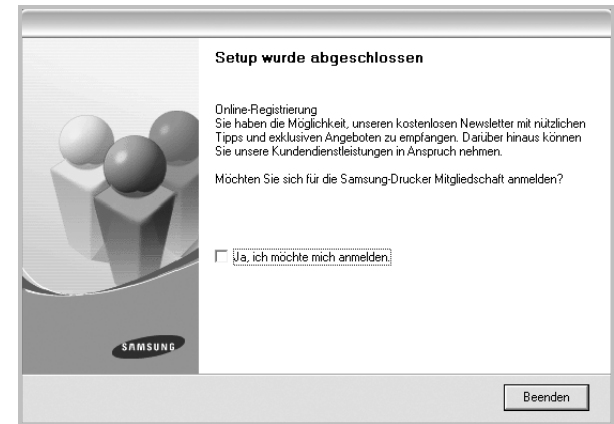 Setup wurde abgeschlossen
Online-Registrierung
Sie haben die Möglichkeit, unseren kostenlosen Newsletter mit nützlichen
Tipps und exklusiven Angeboten zu empfangen. Darüber hinaus können
Sie unsere Kundendienstleistungen in Anspruch nehmen.
Möchten Sie sich für die Samsung-Drucker Mitgliedschaft anmelden?
Ja, ich möchte mich anmelden.
SAMSUNG
Beenden